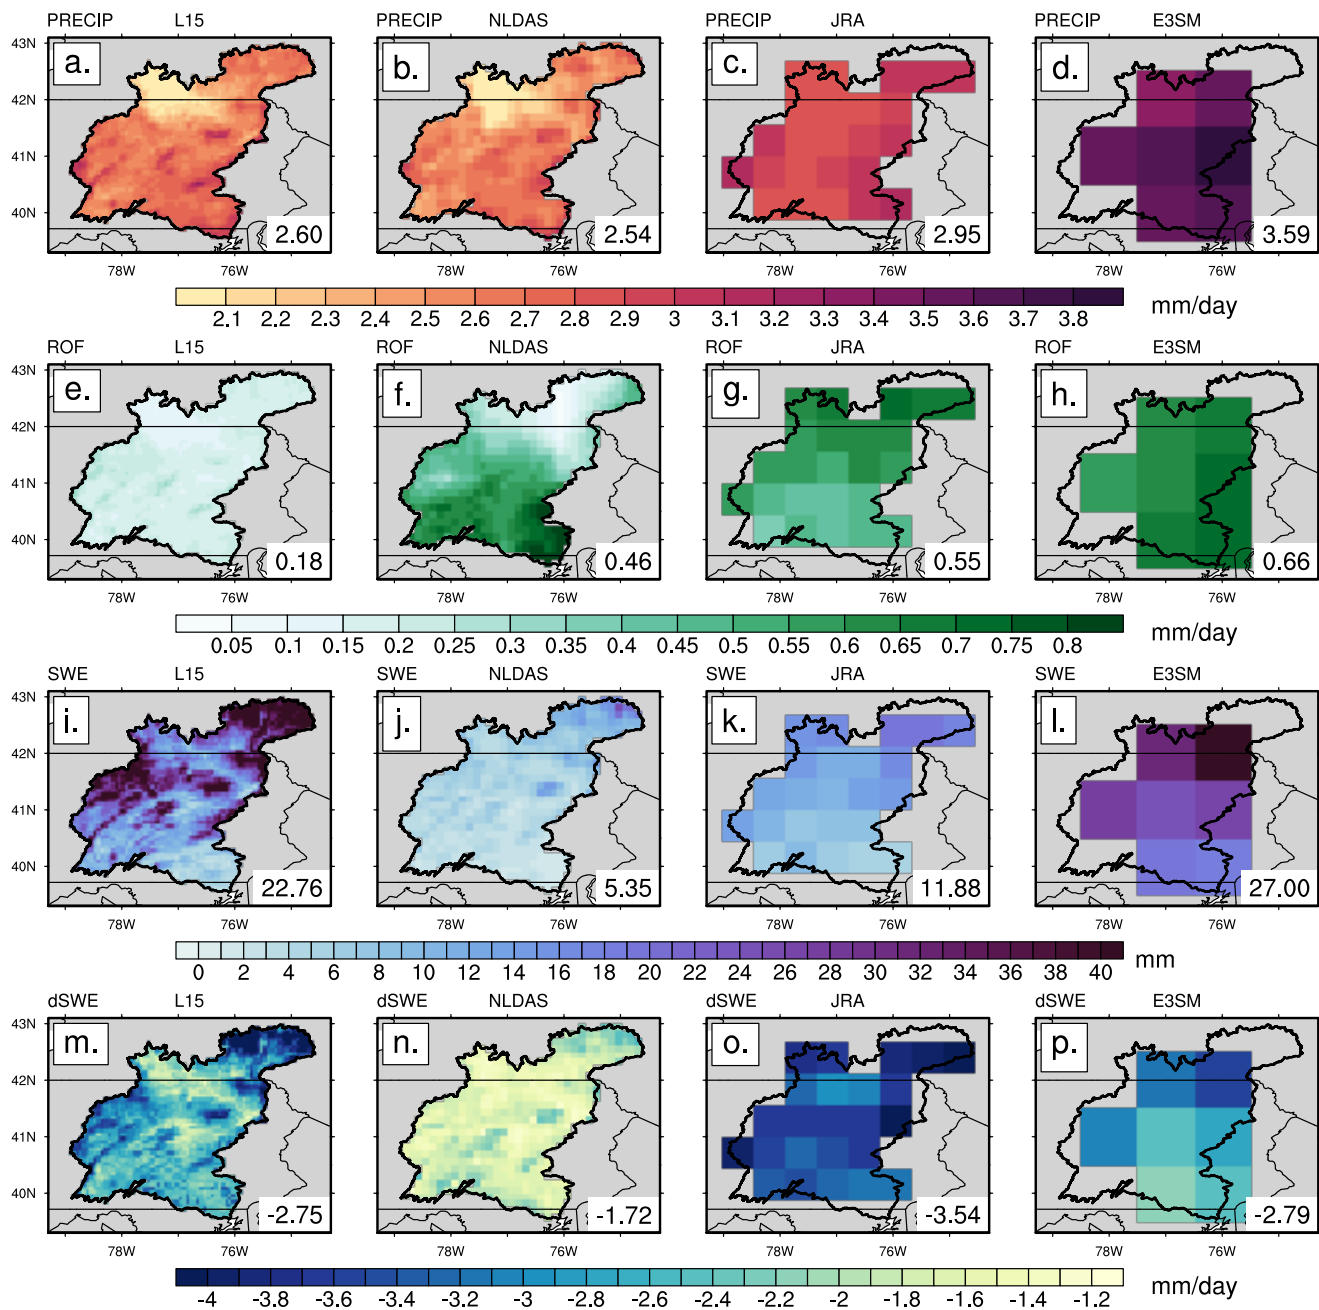 PRECIP L15 PRECIP NLDAS PRECIP JRA PRECIP E3SM
43N 42N 41N 40N
a. b. c. d.
2.60 2.54 2.95 3.59
78W 76W 78W 76W 78W 76W 78W 76W
2.1 2.2 2.3 2.4 2.5 2.6 2.7 2.8 2.9 3 3.1 3.2 3.3 3.4 3.5 3.6 3.7 3.8 mm/day
ROF L15 ROF NLDAS ROF JRA ROF E3SM
43N 42N 41N 40N
e. f. g. h.
0.18 0.46 0.55 0.66
78W 76W 78W 76W 78W 76W 78W 76W
0.05 0.1 0.15 0.2 0.25 0.3 0.35 0.4 0.45 0.5 0.55 0.6 0.65 0.7 0.75 0.8 mm/day
SWE L15 SWE NLDAS SWE JRA SWE E3SM
43N 42N 41N 40N
i. j. k. l.
22.76 5.35 11.88 27.00
78W 76W 78W 76W 78W 76W 78W 76W
0 2 4 6 8 10 12 14 16 18 20 22 24 26 28 30 32 34 36 38 40 mm
dSWE L15 dSWE NLDAS dSWE JRA dSWE E3SM
43N 42N 41N 40N
m. n. o. p.
-2.75 -1.72 -3.54 -2.79
78W 76W 78W 76W 78W 76W 78W 76W
-4 -3.8 -3.6 -3.4 -3.2 -3 -2.8 -2.6 -2.4 -2.2 -2 -1.8 -1.6 -1.4 -1.2 mm/day